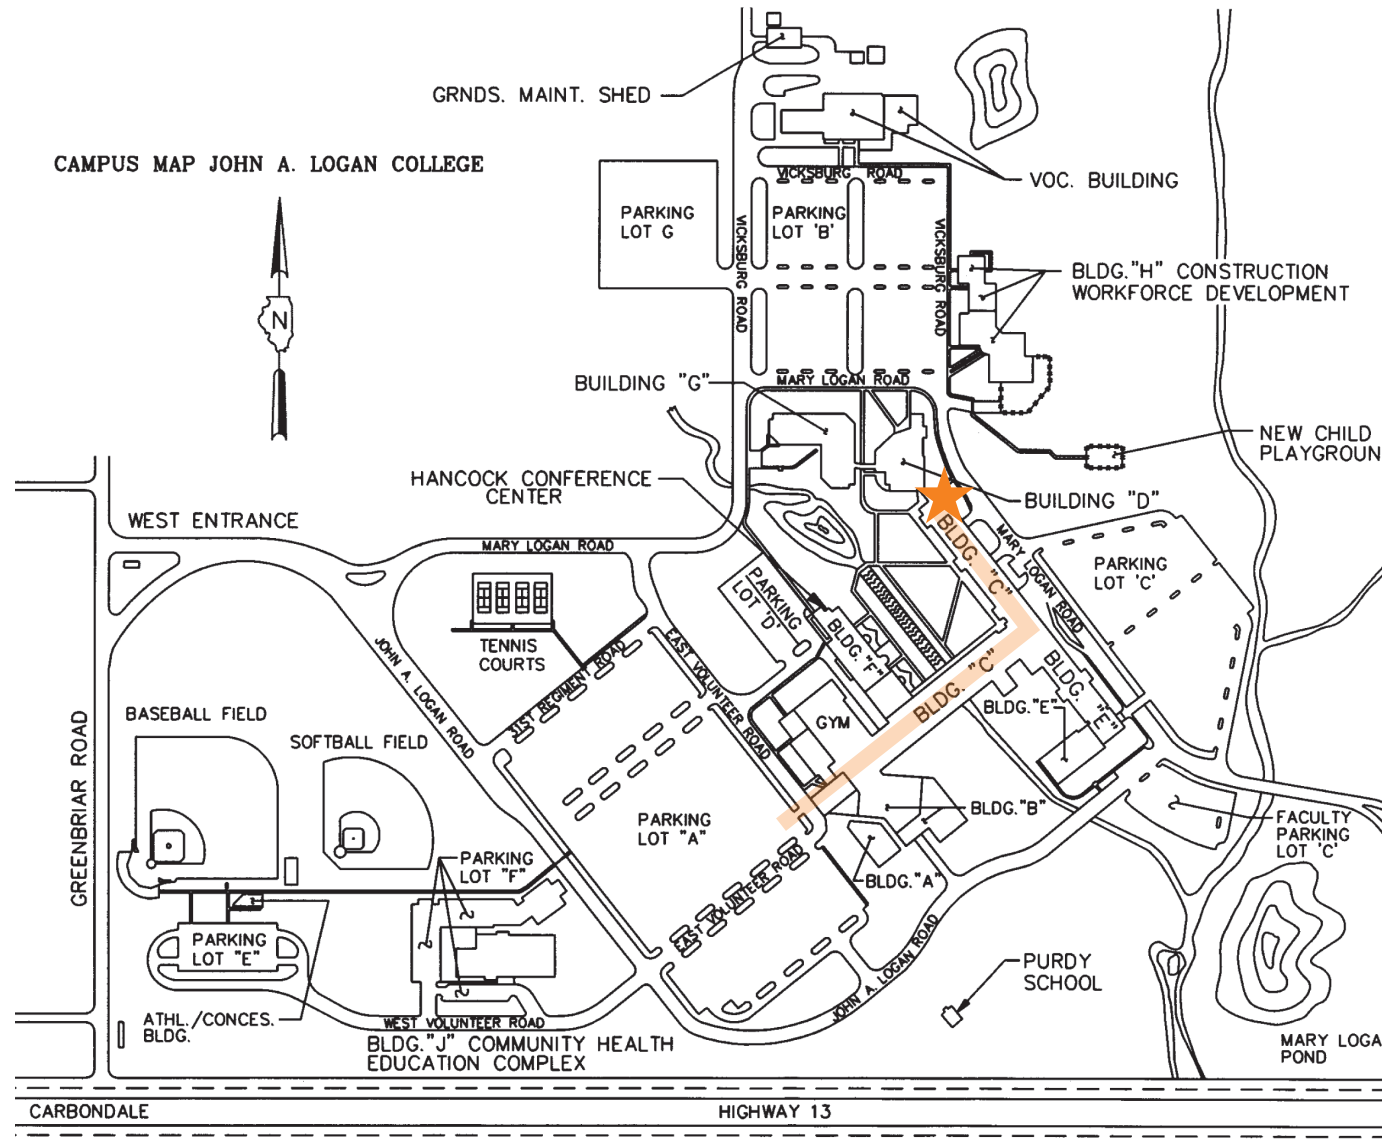 GRNDS. MAINT. SHED
CAMPUS MAP JOHN A. LOGAN COLLEGE
VICKSBURG ROAD
VOC. BUILDING
PARKING
LOT G
PARKING
LOT 'B'
VICKSBURG ROAD
VICKSBURG ROAD
BLDG."H" CONSTRUCTION
WORKFORCE DEVELOPMENT
N
MARY LOGAN ROAD
BUILDING "G"
NEW CHILD
PLAYGROUN
HANCOCK CONFERENCE
CENTER
BUILDING "D"
WEST ENTRANCE
MARY LOGAN ROAD
BLDG. "C"
MARY LOGAN ROAD
PARKING
LOT 'C'
PARKING
LOT 'D'
TENNIS
COURTS
BLDG. "F"
EAST VOLUNTEER ROAD
31ST REGIMENT ROAD
JOHN A. LOGAN ROAD
BLDG. "C"
BLDG. "E"
BLDG."E"
GYM
BASEBALL FIELD
SOFTBALL FIELD
GREENBRIAR ROAD
PARKING
LOT "A"
BLDG."B"
FACULTY
PARKING
LOT 'C'
PARKING
LOT "F"
BLDG."A"
EAST VOLUNTEER ROAD
PARKING
LOT "E"
JOHN A. LOGAN ROAD
PURDY
SCHOOL
ATHL./CONCES.
BLDG.
WEST VOLUNTEER ROAD
BLDG."J" COMMUNITY HEALTH
EDUCATION COMPLEX
MARY LOGA
POND
CARBONDALE
HIGHWAY 13